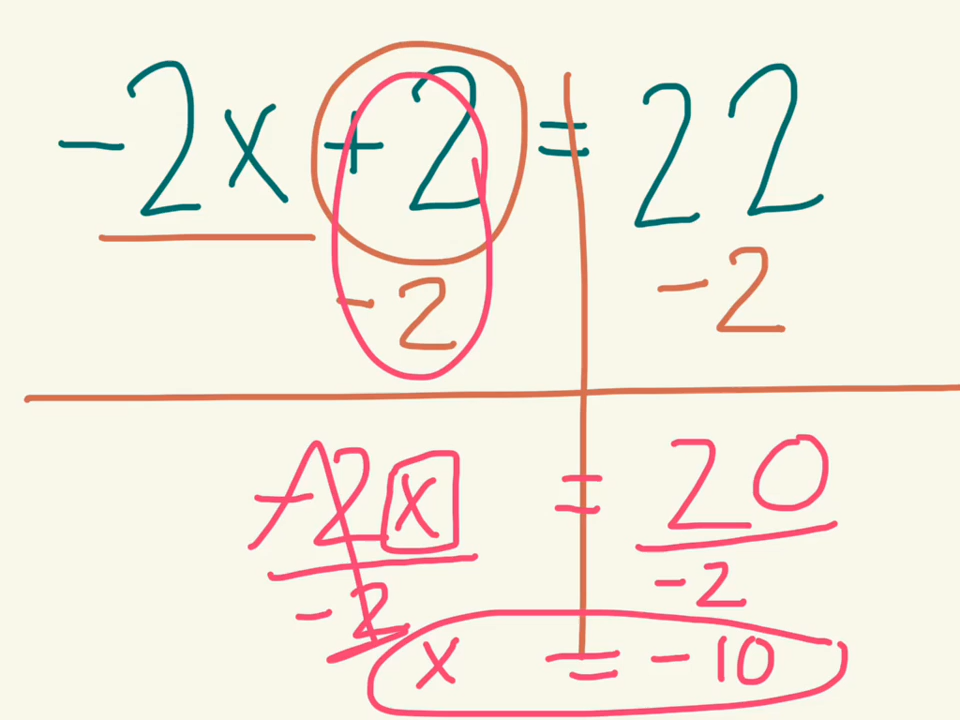 -2x +2 = 22
-2 -2
-2x = 20
-2 -2
x = -10